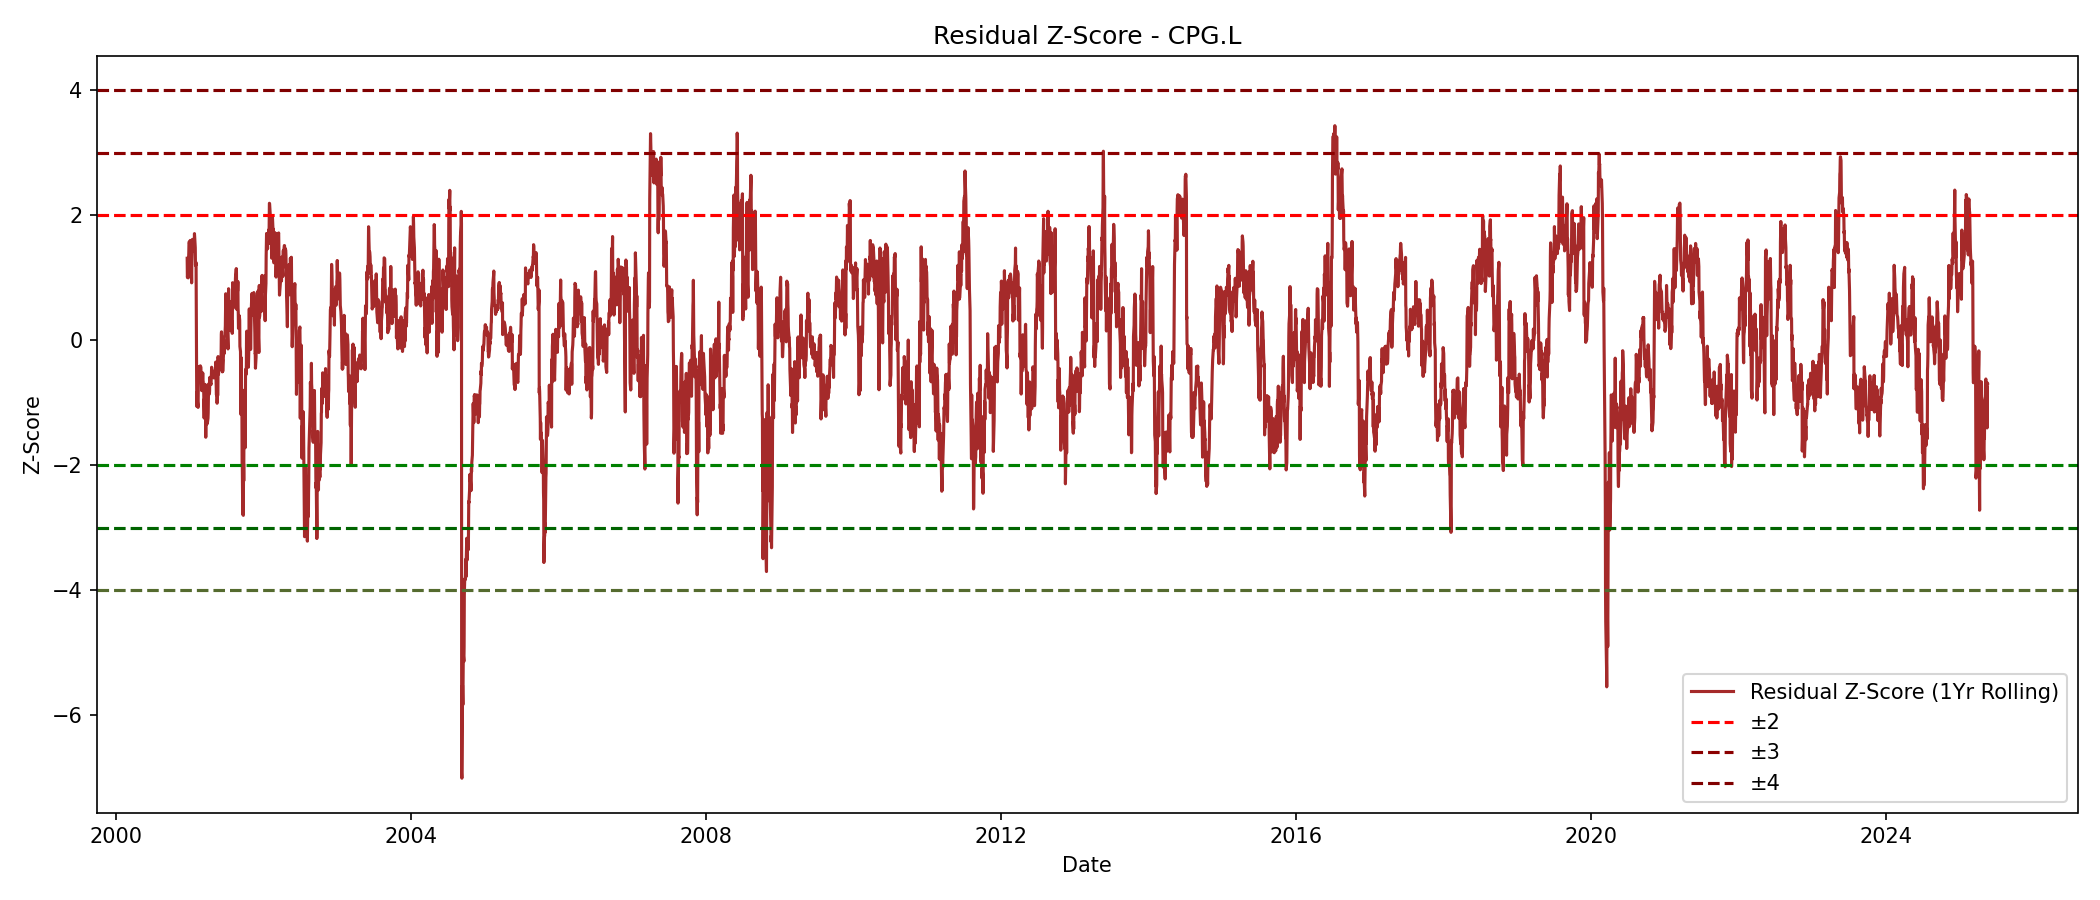 Residual Z-Score - CPG.L
4
2
0
−2
−4
−6
Z-Score
2000 2004 2008 2012 2016 2020 2024
Date
Residual Z-Score (1Yr Rolling)
±2
±3
±4